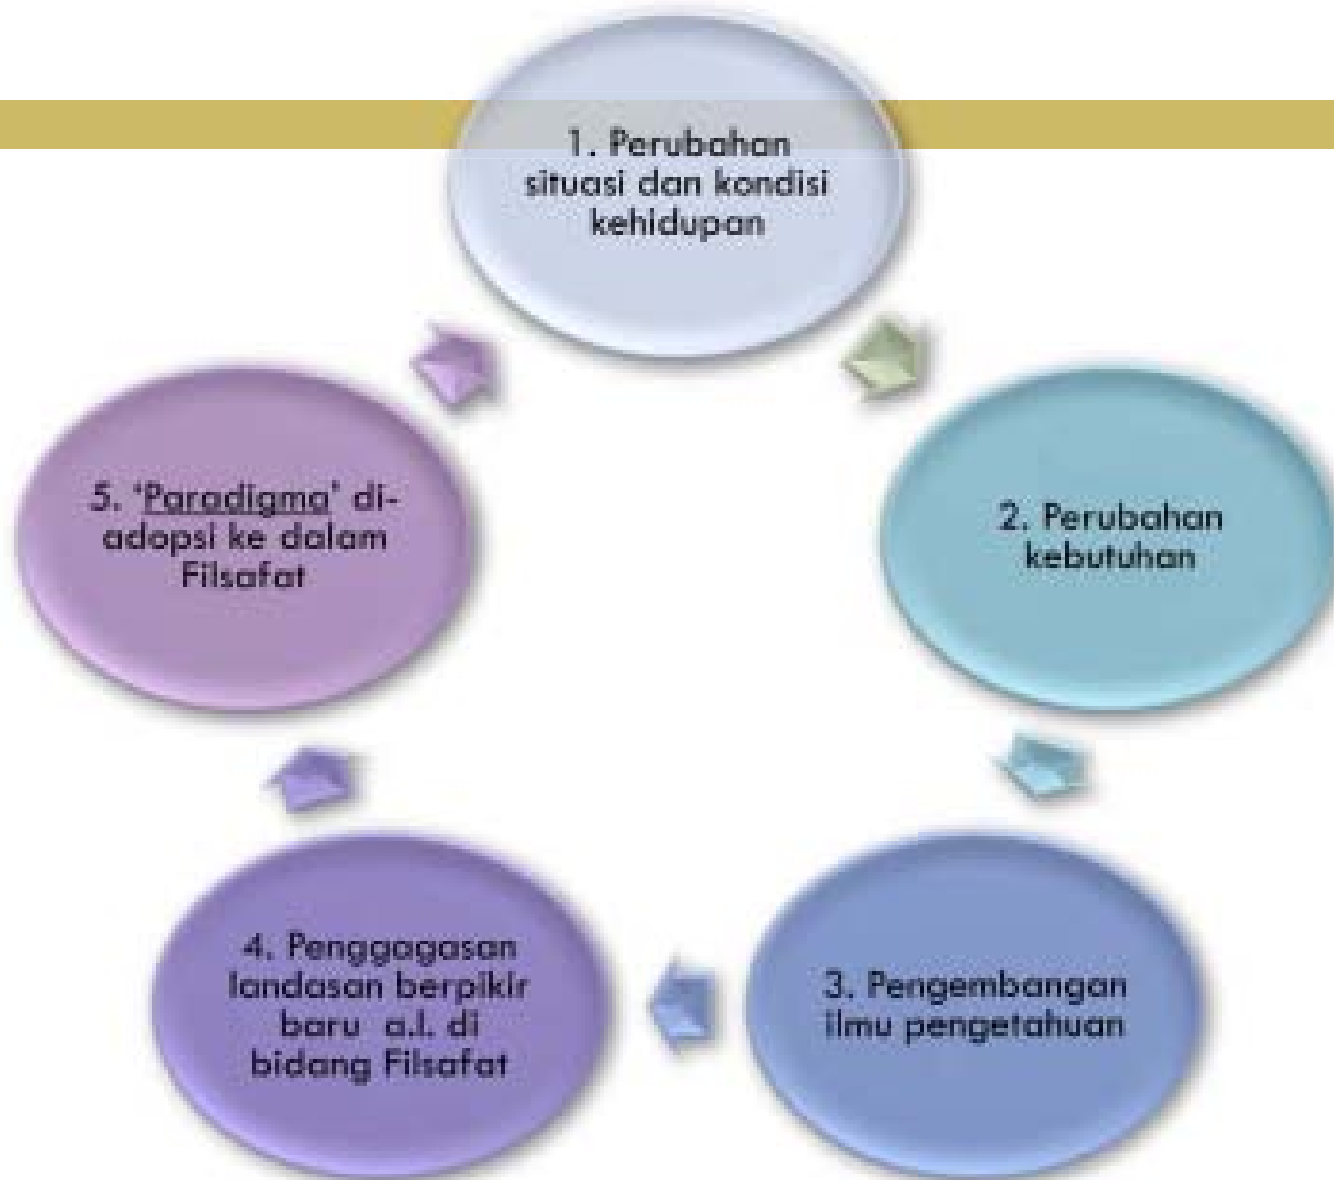 1. Perubahan
situasi dan kondisi
kehidupan
2. Perubahan
kebutuhan
3. Pengembangan
ilmu pengetahuan
4. Penggagasan
landasan berpikir
baru a.l. di
bidang Filsafat
5. 'Paradigma' di-
adopsi ke dalam
Filsafat